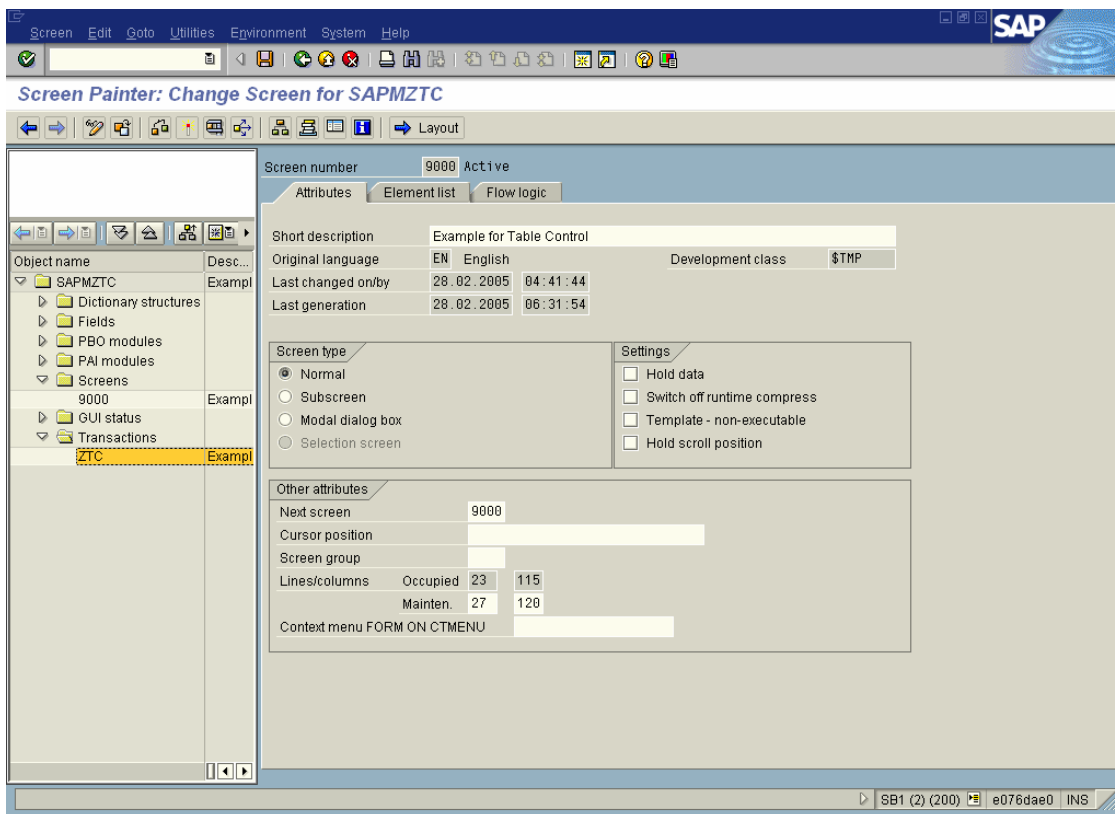 Screen Edit Goto Utilities Environment System Help
SAP
Screen Painter: Change Screen for SAPMZTC
Layout
Screen number 9000 Active
Attributes Element list Flow logic
Short description Example for Table Control
Original language EN English Development class $TMP
Last changed on/by 28.02.2005 04:41:44
Last generation 28.02.2005 06:31:54
Object name Desc...
SAPMZTC Exampl
Dictionary structures
Fields
PBO modules
PAI modules
Screens
9000 Exampl
GUI status
Transactions
ZTC Exampl
Screen type
Normal
Subscreen
Modal dialog box
Selection screen
Settings
Hold data
Switch off runtime compress
Template - non-executable
Hold scroll position
Other attributes
Next screen 9000
Cursor position
Screen group
Lines/columns Occupied 23 115
Mainten. 27 120
Context menu FORM ON CTMENU
SB1 (2) (200) e076dae0 INS